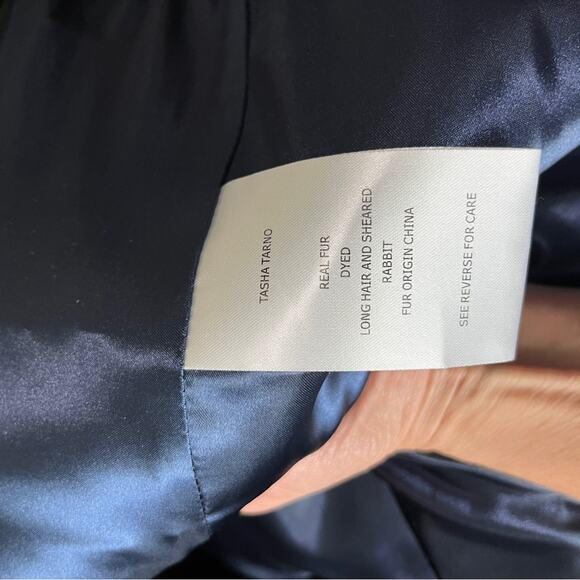 TASHA TARNO
REAL FUR
DYED
LONG HAIR AND SHEARED
RABBIT
FUR ORIGIN CHINA
SEE REVERSE FOR CARE